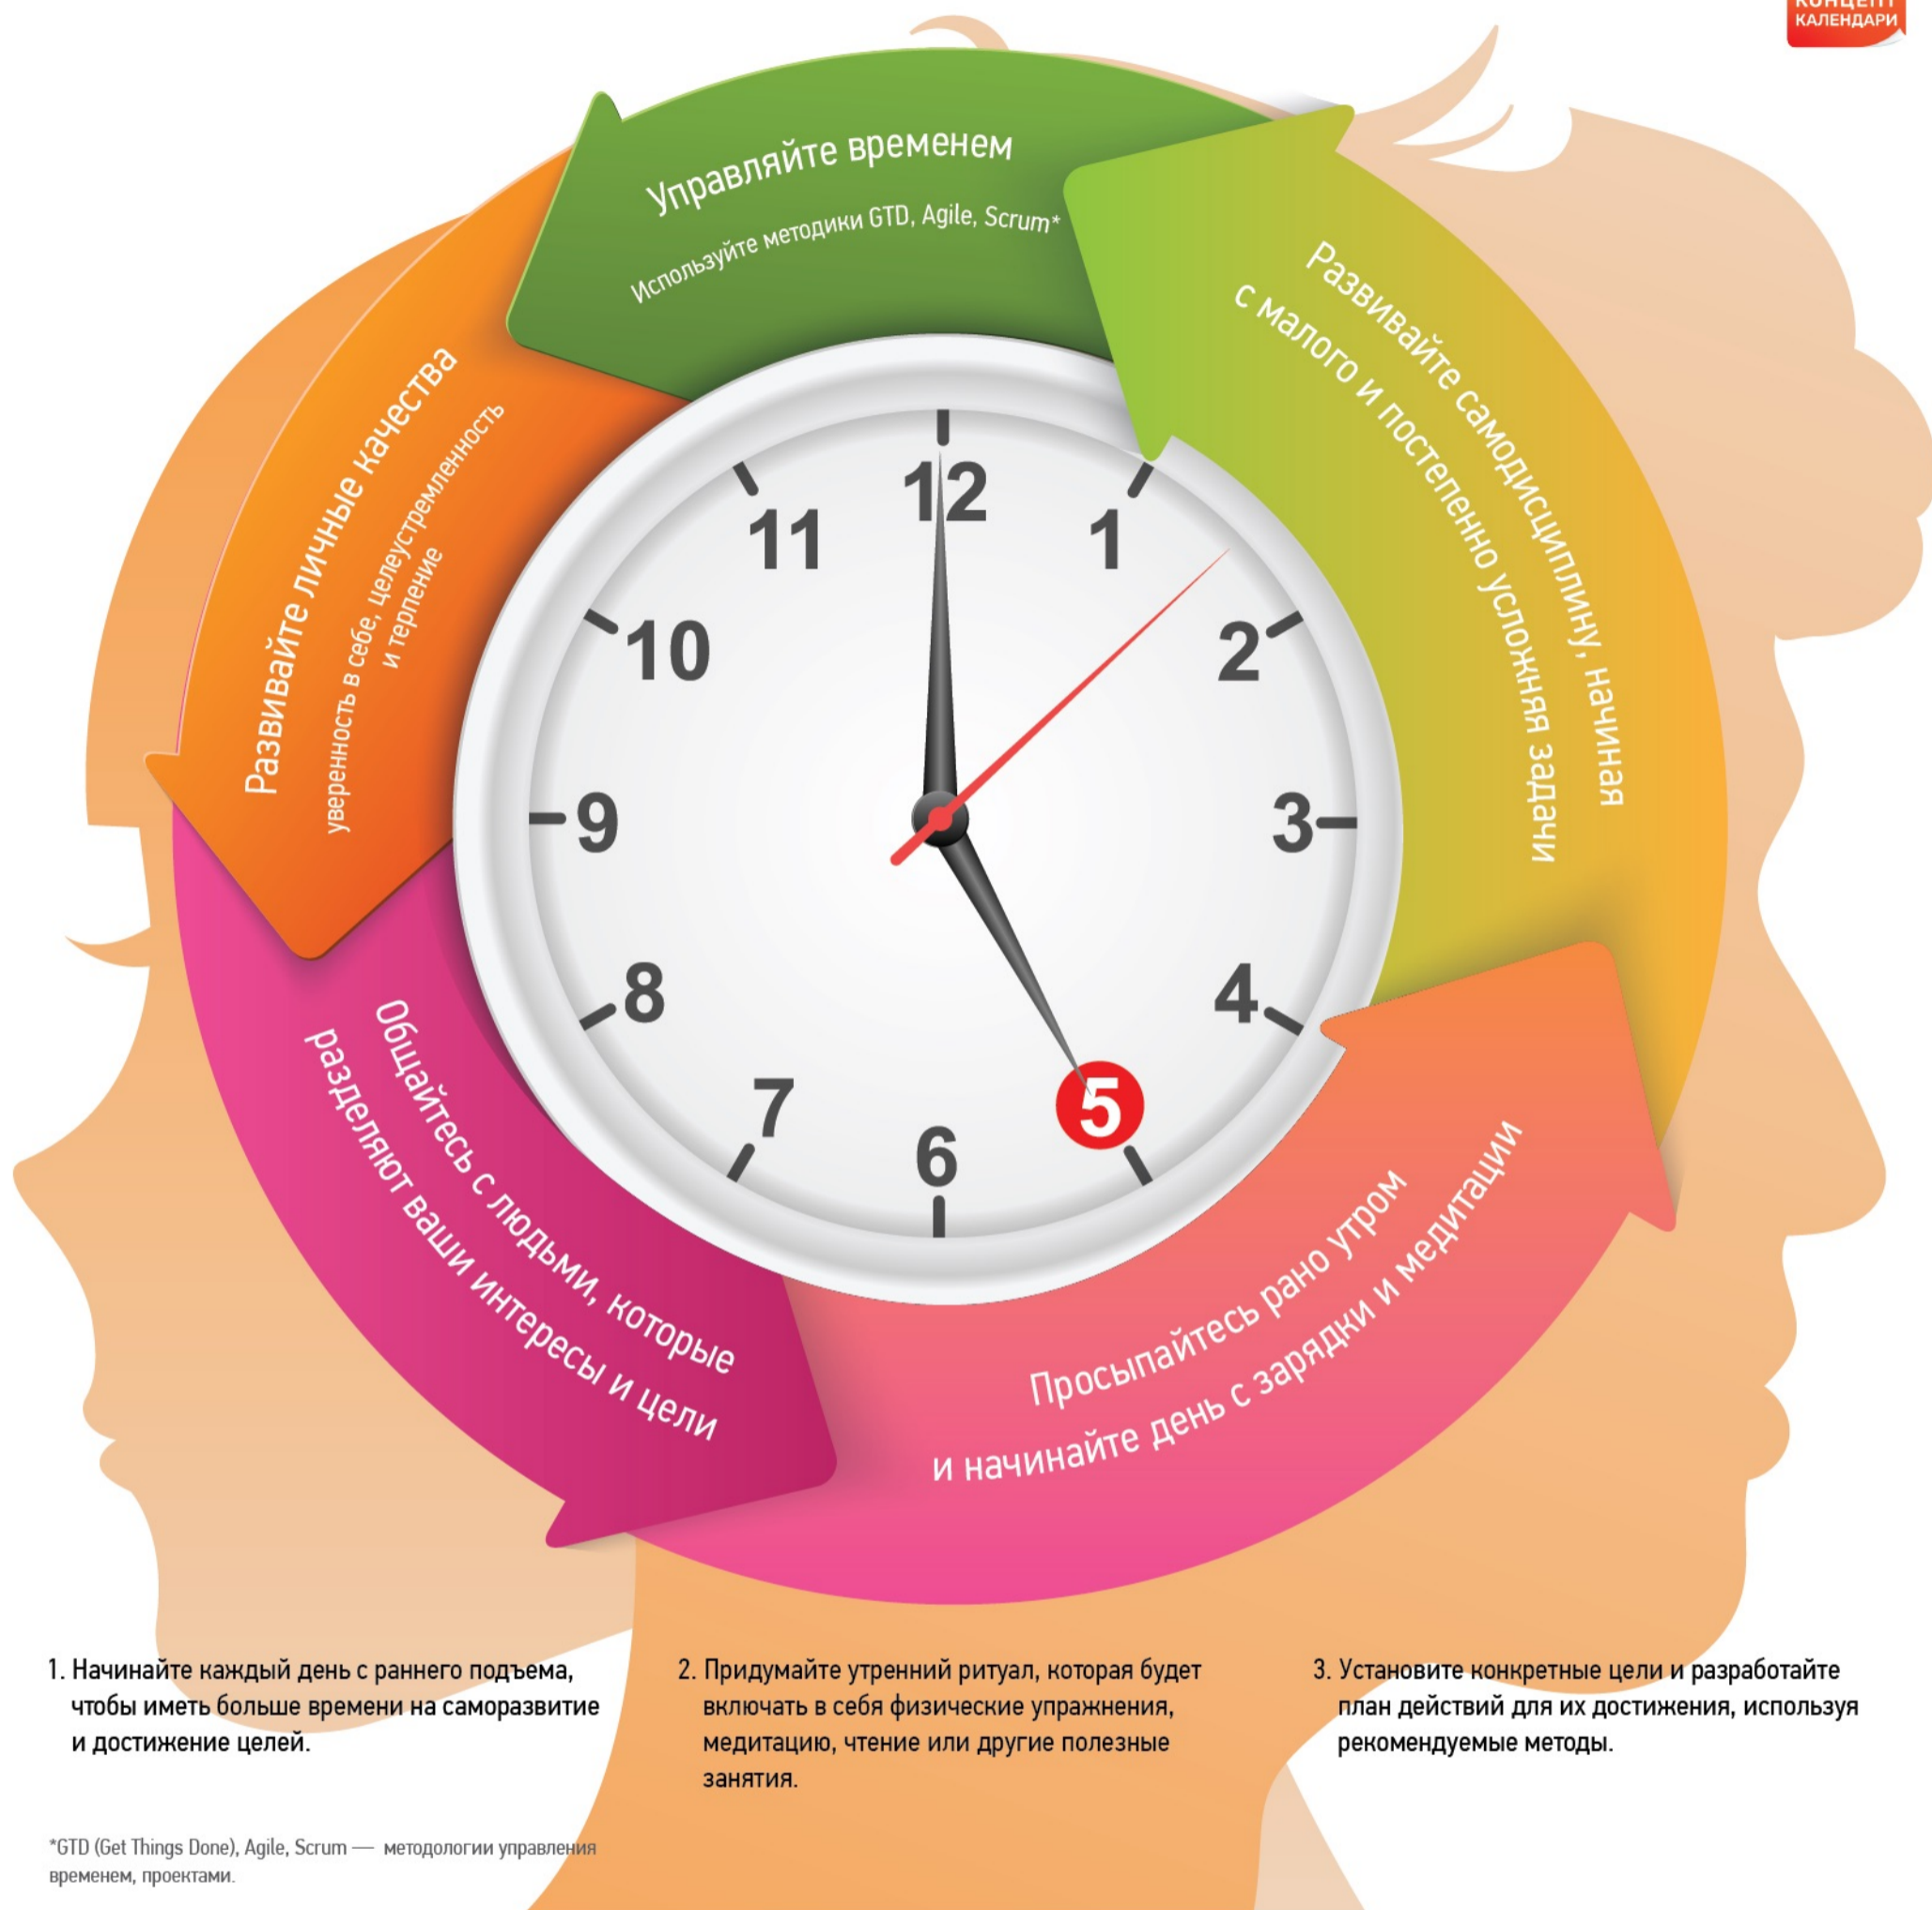 КОНЦЕПТ
КАЛЕНДАРИ
Управляйте временем
Используйте методики GTD, Agile, Scrum*
Развивайте самодисциплину, начиная
с малого и постепенно усложняя задачи
Развивайте личные качества
уверенность в себе, целеустремленность
и терпение
12
1
2
3
4
5
6
7
8
9
10
11
Общайтесь с людьми, которые
разделяют ваши интересы и цели
Просыпайтесь рано утром
и начинайте день с зарядки и медитации
1. Начинайте каждый день с раннего подъема,
чтобы иметь больше времени на саморазвитие
и достижение целей.
2. Придумайте утренний ритуал, которая будет
включать в себя физические упражнения,
медитацию, чтение или другие полезные
занятия.
3. Установите конкретные цели и разработайте
план действий для их достижения, используя
рекомендуемые методы.
*GTD (Get Things Done), Agile, Scrum — методологии управления
временем, проектами.